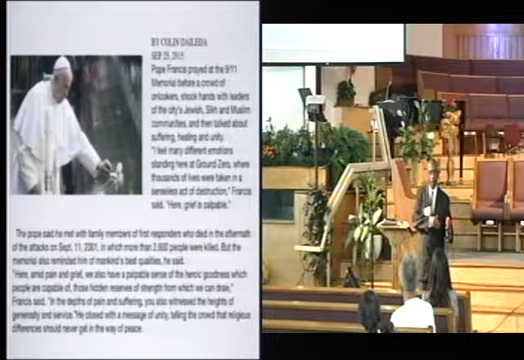 BY COLIN DAILEDA
SEP 25, 2015
Pope Francis prayed at the 9/11
Memorial before a crowd of
onlookers, shook hands with leaders
of the city's Jewish, Sikh and Muslim
communities, and then talked about
suffering, healing and unity.
"I feel many different emotions
standing here at Ground Zero, where
thousands of lives were taken in a
senseless act of destruction," Francis
said. "Here, grief is palpable."
The pope said he met with family members of first responders who died in the aftermath
of the attacks on Sept. 11, 2001, in which more than 2,600 people were killed. But the
memorial also reminded him of mankind's best qualities, he said.
"Here, amid pain and grief, we also have a palpable sense of the heroic goodness which
people are capable of, those hidden reserves of strength from which we can draw,"
Francis said. "In the depths of pain and suffering, you also witnessed the heights of
generosity and service."He closed with a message of unity, telling the crowd that religious
differences should never get in the way of peace.